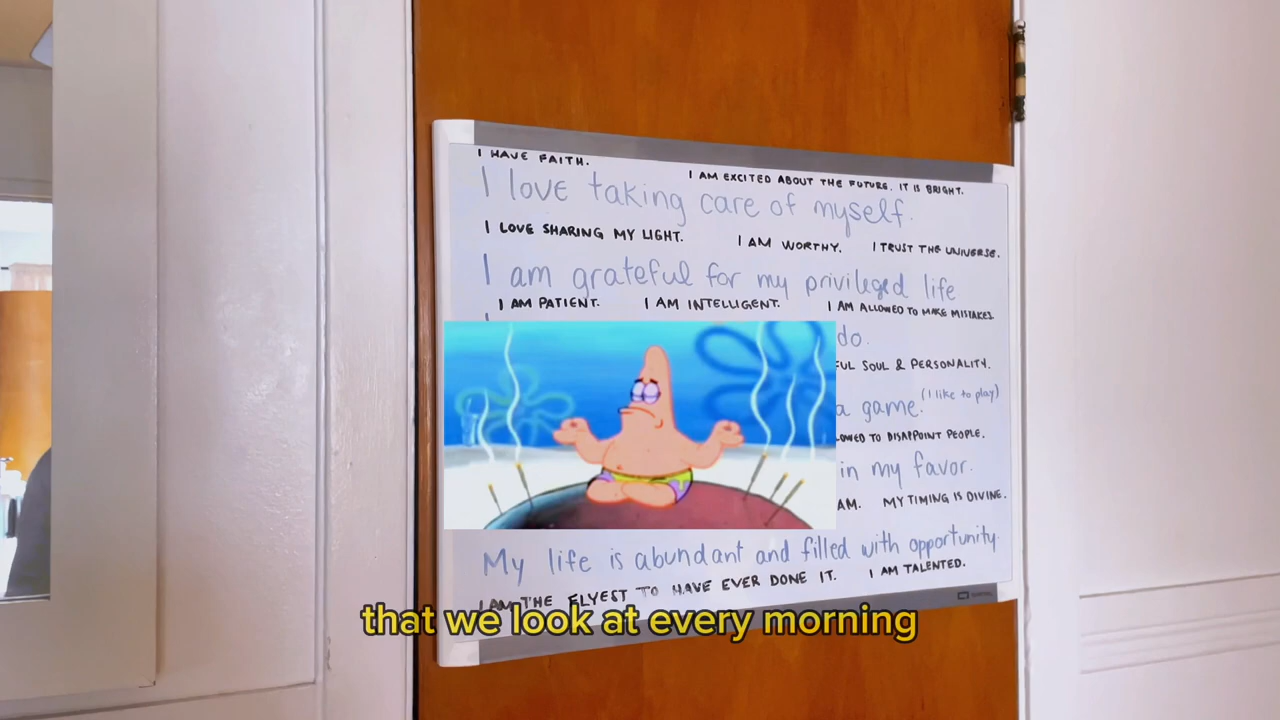 I HAVE FAITH.
I AM EXCITED ABOUT THE FUTURE. IT IS BRIGHT.
I love taking care of myself.
I LOVE SHARING MY LIGHT. I AM WORTHY. I TRUST THE UNIVERSE.
I am grateful for my privileged life
I AM PATIENT. I AM INTELLIGENT. I AM ALLOWED TO MAKE MISTAKES
do.
FUL SOUL & PERSONALITY.
a game. (I like to play)
OWED TO DISAPPOINT PEOPLE.
in my favor.
AM. MY TIMING IS DIVINE.
My life is abundant and filled with opportunity.
I AM THE FLYEST TO HAVE EVER DONE IT. I AM TALENTED.
that we look at every morning